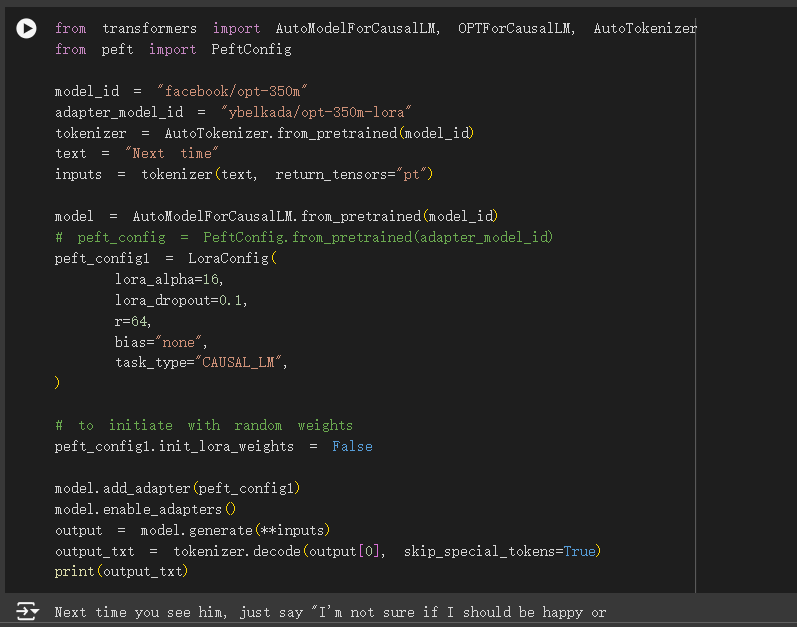 from transformers import AutoModelForCausalLM, OPTForCausalLM, AutoTokenizer
from peft import PeftConfig
model_id = "facebook/opt-350m"
adapter_model_id = "ybelkada/opt-350m-lora"
tokenizer = AutoTokenizer.from_pretrained(model_id)
text = "Next time"
inputs = tokenizer(text, return_tensors="pt")
model = AutoModelForCausalLM.from_pretrained(model_id)
# peft_config = PeftConfig.from_pretrained(adapter_model_id)
peft_config1 = LoraConfig(
lora_alpha=16,
lora_dropout=0.1,
r=64,
bias="none",
task_type="CAUSAL_LM",
)
# to initiate with random weights
peft_config1.init_lora_weights = False
model.add_adapter(peft_config1)
model.enable_adapters()
output = model.generate(**inputs)
output_txt = tokenizer.decode(output[0], skip_special_tokens=True)
print(output_txt)
Next time you see him, just say "I'm not sure if I should be happy or